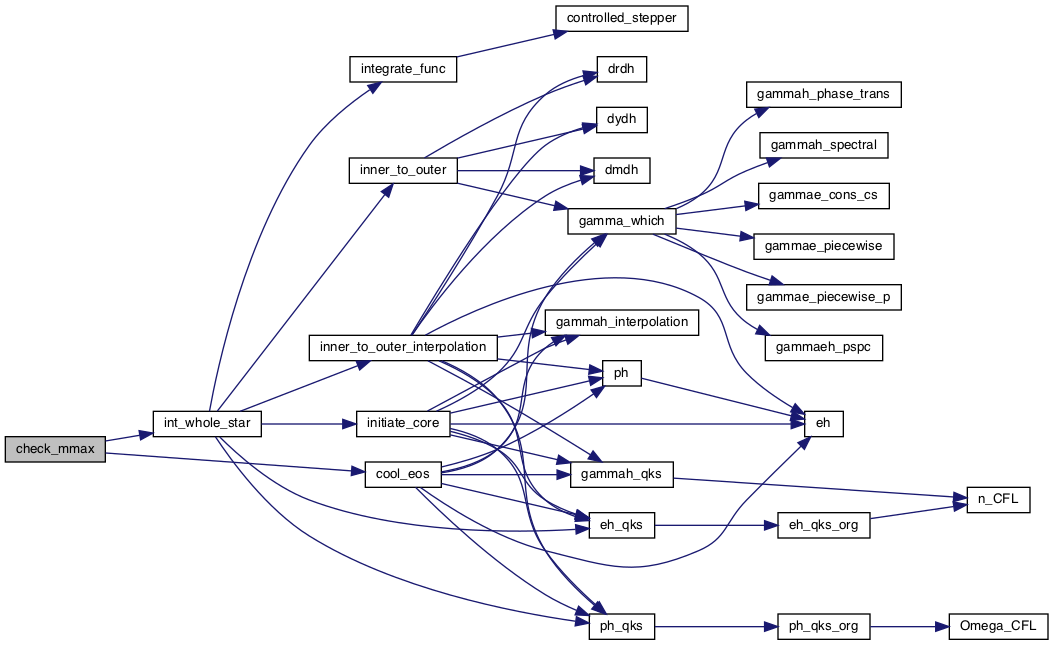 controlled_stepper
integrate_func
drdh
gammah_phase_trans
dydh
gammah_spectral
inner_to_outer
dmdh
gammae_cons_cs
gamma_which
gammae_piecewise
gammae_piecewise_p
gammah_interpolation
inner_to_outer_interpolation
gammaeh_pspc
ph
int_whole_star
initiate_core
eh
check_mmax
cool_eos
gammah_qks
n_CFL
eh_qks
eh_qks_org
ph_qks
ph_qks_org
Omega_CFL